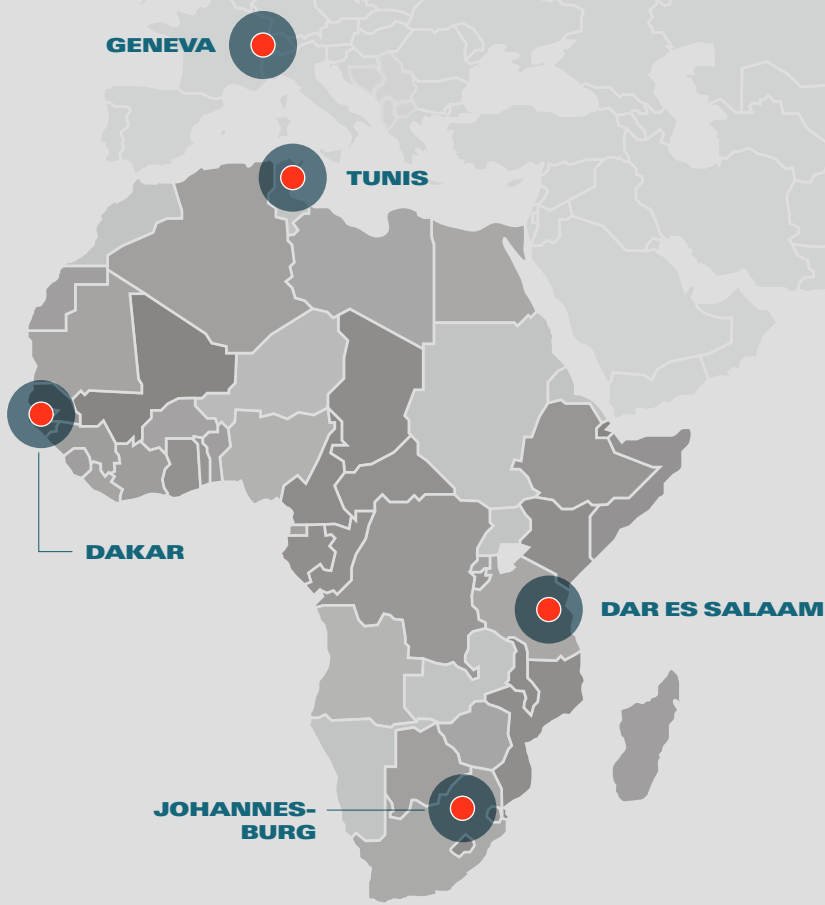 GENEVA
TUNIS
DAKAR
DAR ES SALAAM
JOHANNES-
BURG